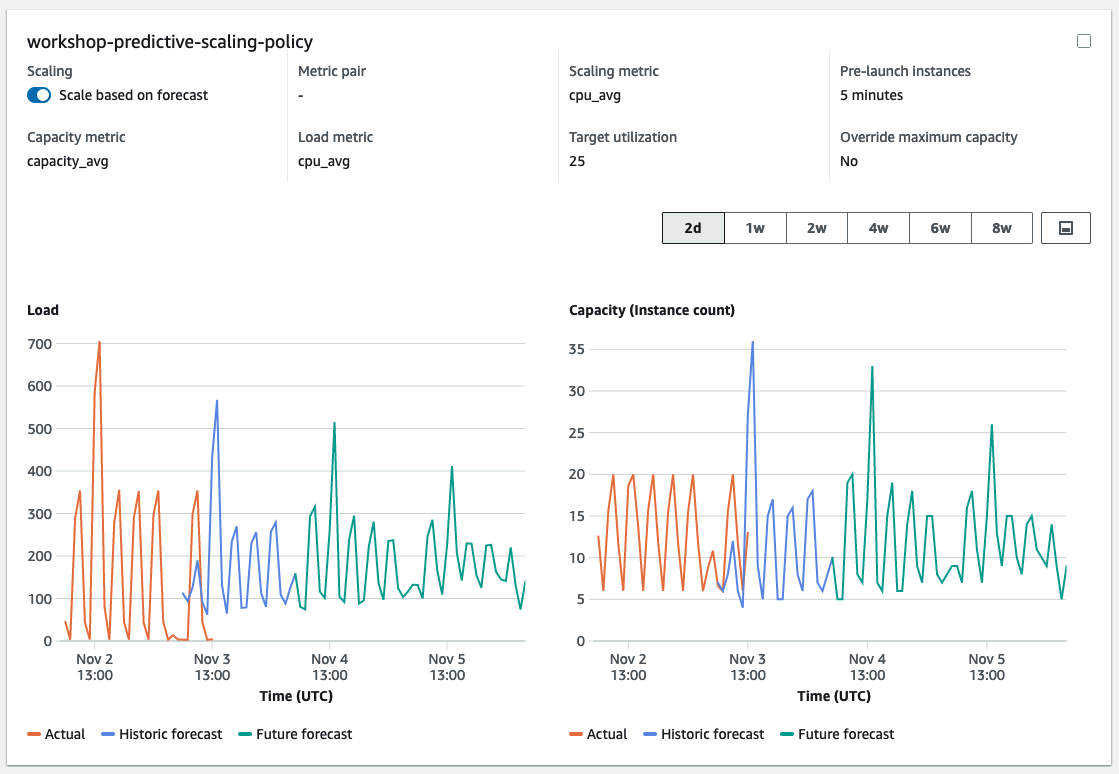 workshop-predictive-scaling-policy
Scaling
Scale based on forecast
Metric pair
-
Scaling metric
cpu_avg
Pre-launch instances
5 minutes
Capacity metric
capacity_avg
Load metric
cpu_avg
Target utilization
25
Override maximum capacity
No
2d 1w 2w 4w 6w 8w
Load
700
600
500
400
300
200
100
0
Nov 2 Nov 3 Nov 4 Nov 5
13:00 13:00 13:00 13:00
Time (UTC)
Actual Historic forecast Future forecast
Capacity (Instance count)
35
30
25
20
15
10
5
0
Nov 2 Nov 3 Nov 4 Nov 5
13:00 13:00 13:00 13:00
Time (UTC)
Actual Historic forecast Future forecast